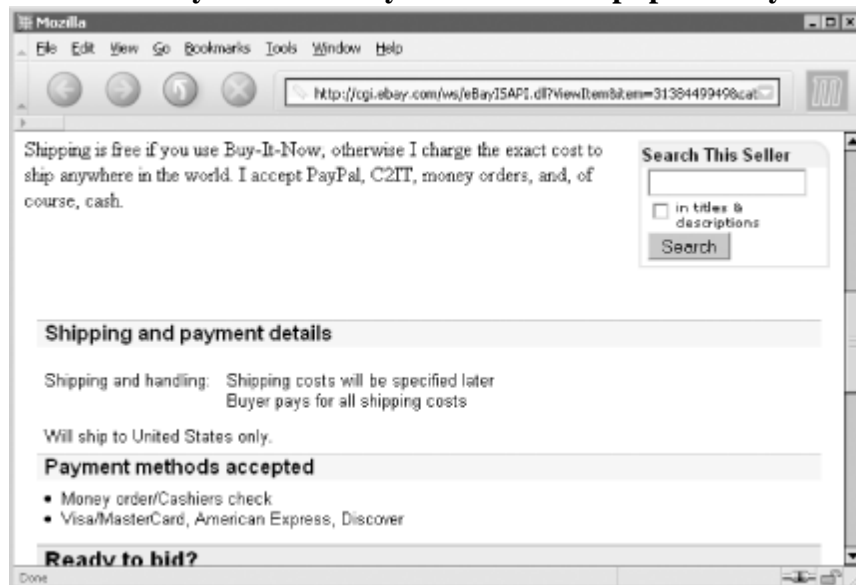 Mozilla
File Edit View Go Bookmarks Tools Window Help
http://cgi.ebay.com/ws/eBayISAPI.dll?ViewItem&item=3138449949&cat
Shipping is free if you use Buy-It-Now, otherwise I charge the exact cost to
ship anywhere in the world. I accept PayPal, C2IT, money orders, and, of
course, cash.
Search This Seller
in titles &
descriptions
Search
Shipping and payment details
Shipping and handling: Shipping costs will be specified later
Buyer pays for all shipping costs
Will ship to United States only.
Payment methods accepted
• Money order/Cashiers check
• Visa/MasterCard, American Express, Discover
Ready to bid?
Done